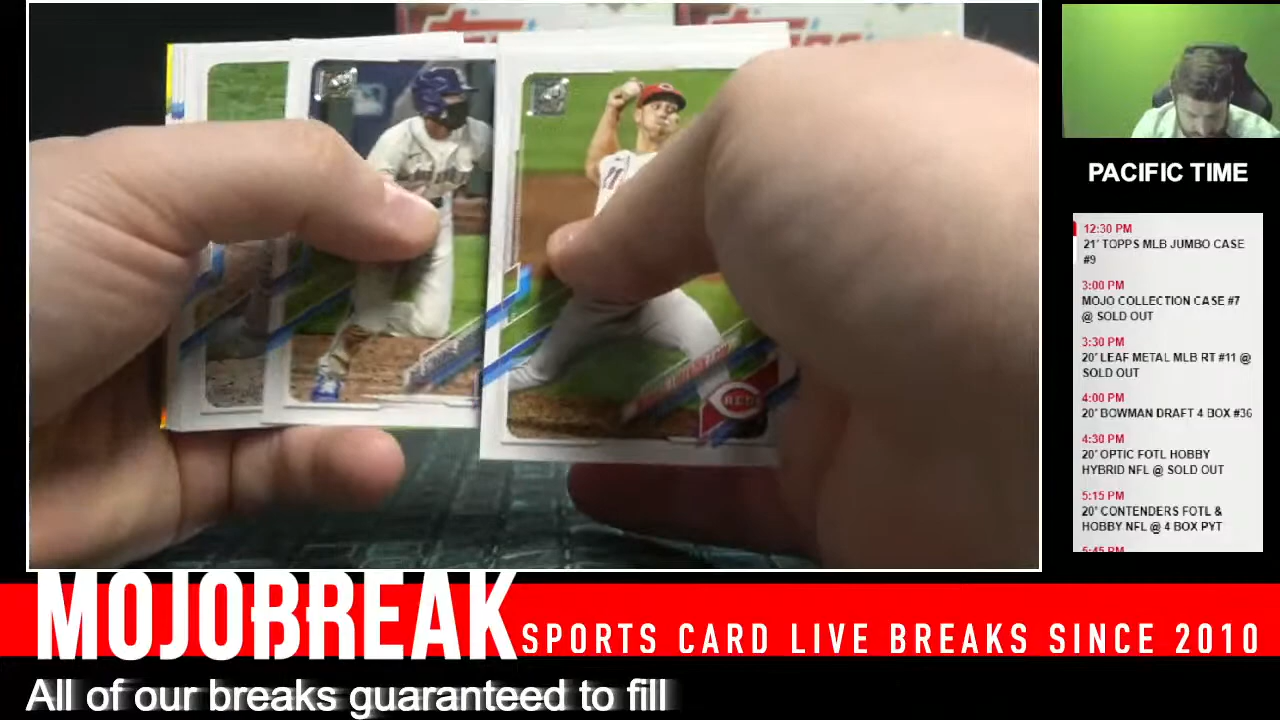 PACIFIC TIME
12:30 PM
21' TOPPS MLB JUMBO CASE
#9
3:00 PM
MOJO COLLECTION CASE #7
@ SOLD OUT
3:30 PM
20' LEAF METAL MLB RT #11 @
SOLD OUT
4:00 PM
20' BOWMAN DRAFT 4 BOX #36
4:30 PM
20' OPTIC FOTL HOBBY
HYBRID NFL @ SOLD OUT
5:15 PM
20' CONTENDERS FOTL &
HOBBY NFL @ 4 BOX PYT
5:45 PM
REDS
MOJOBREAK
SPORTS CARD LIVE BREAKS SINCE 2010
All of our breaks guaranteed to fill